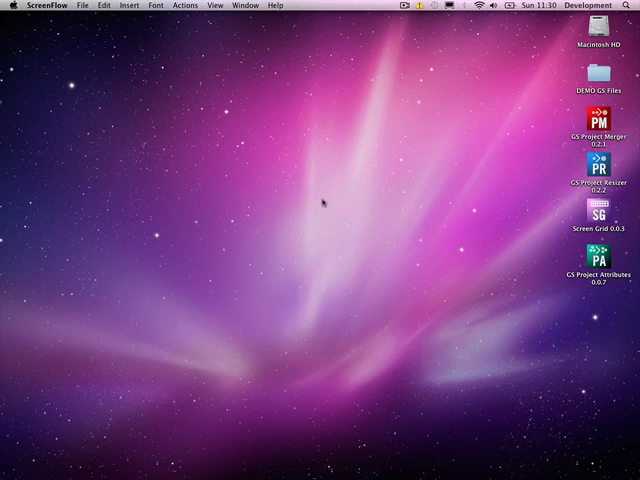 ScreenFlow File Edit Insert Font Actions View Window Help Sun 11:30 Development
Macintosh HD
DEMO GS Files
PM
GS Project Merger
0.2.1
PR
GS Project Resizer
0.2.2
SG
Screen Grid 0.0.3
PA
GS Project Attributes
0.0.7